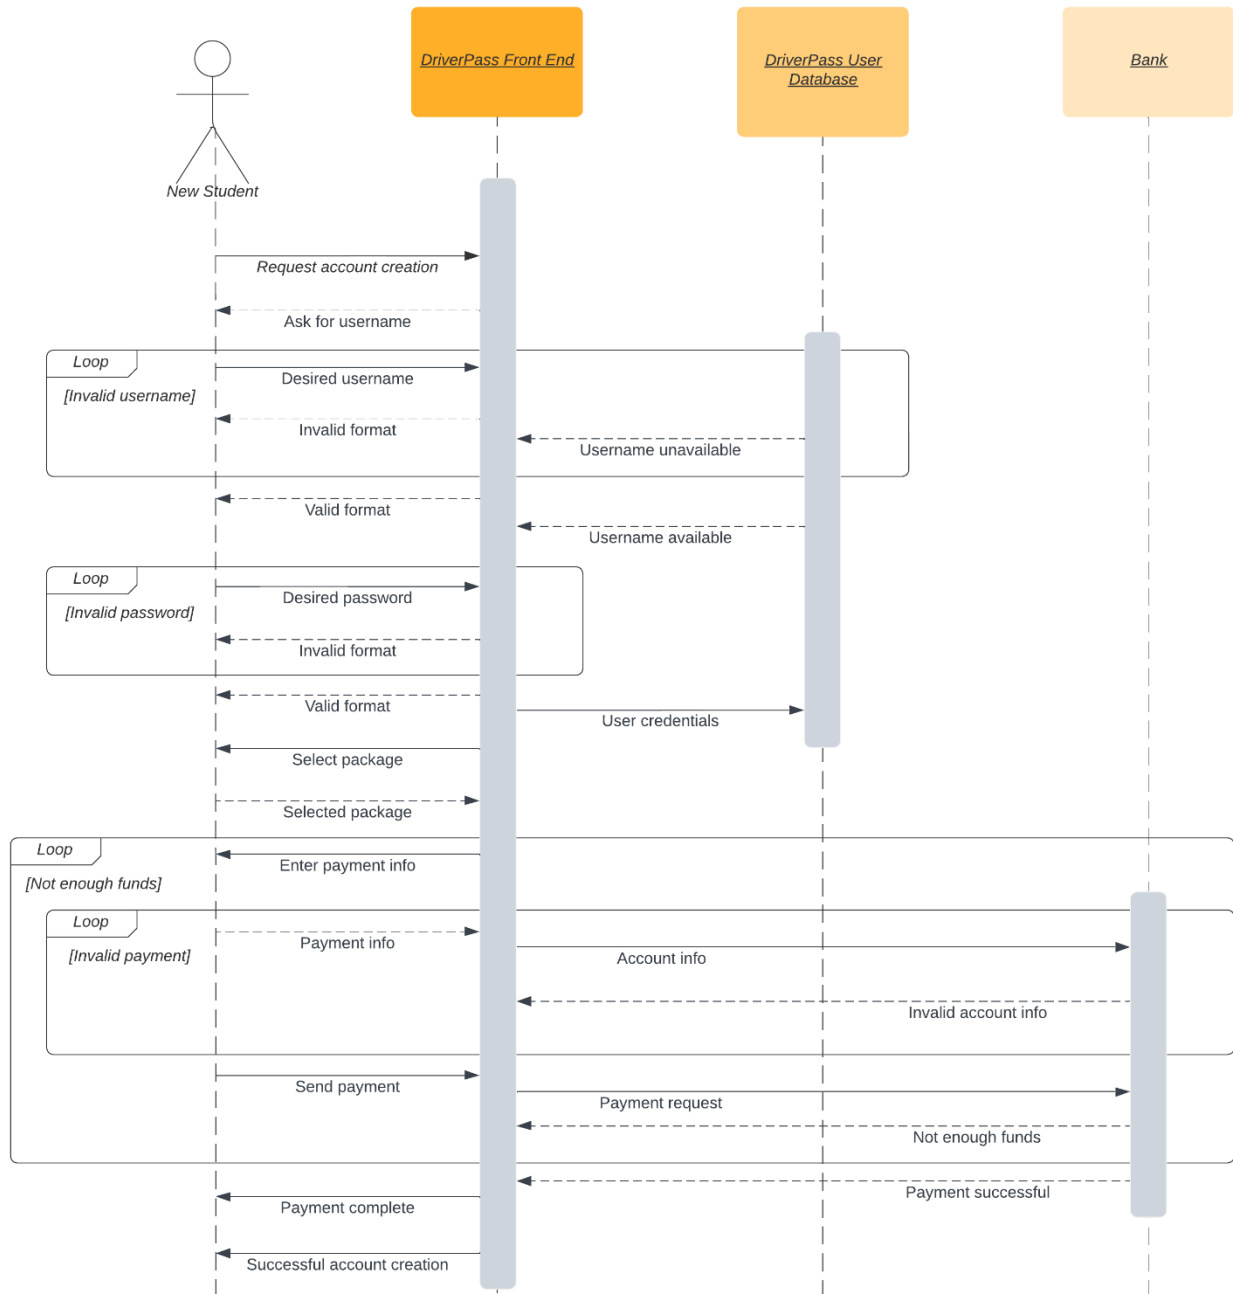 DriverPass Front End
DriverPass User
Database
Bank
New Student
Request account creation
Ask for username
Loop
Desired username
[Invalid username]
Invalid format
Username unavailable
Valid format
Username available
Loop
Desired password
[Invalid password]
Invalid format
Valid format
User credentials
Select package
Selected package
Loop
Enter payment info
[Not enough funds]
Loop
Payment info
[Invalid payment]
Account info
Invalid account info
Send payment
Payment request
Not enough funds
Payment successful
Payment complete
Successful account creation